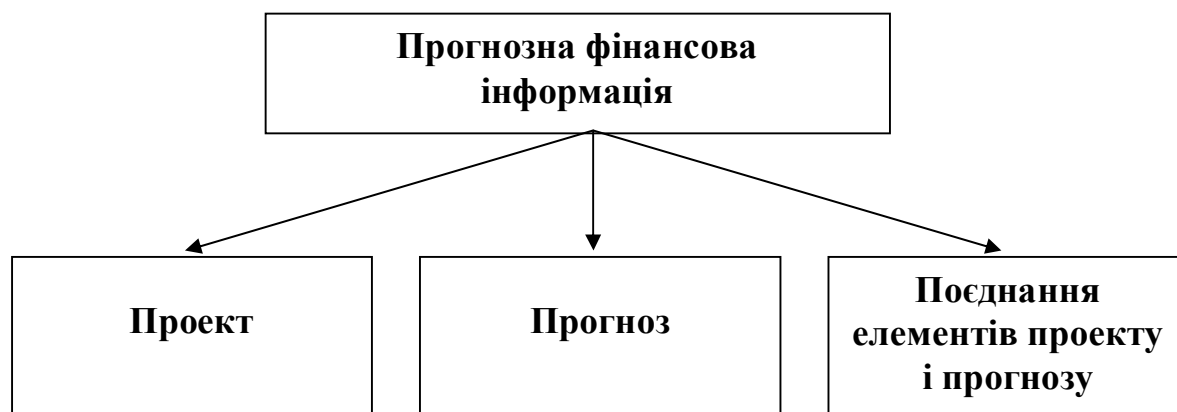 Прогнозна фінансова
інформація
Проект
Прогноз
Поєднання
елементів проекту
і прогнозу